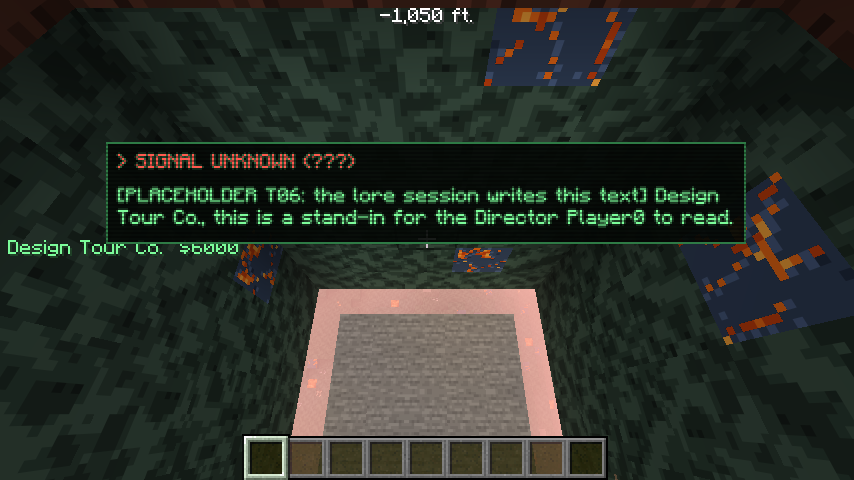 -1,050 ft.
> SIGNAL UNKNOWN (???)
[PLACEHOLDER T06: the lore session writes this text] Design
Tour Co., this is a stand-in for the Director Player0 to read.
Design Tour Co. $6000